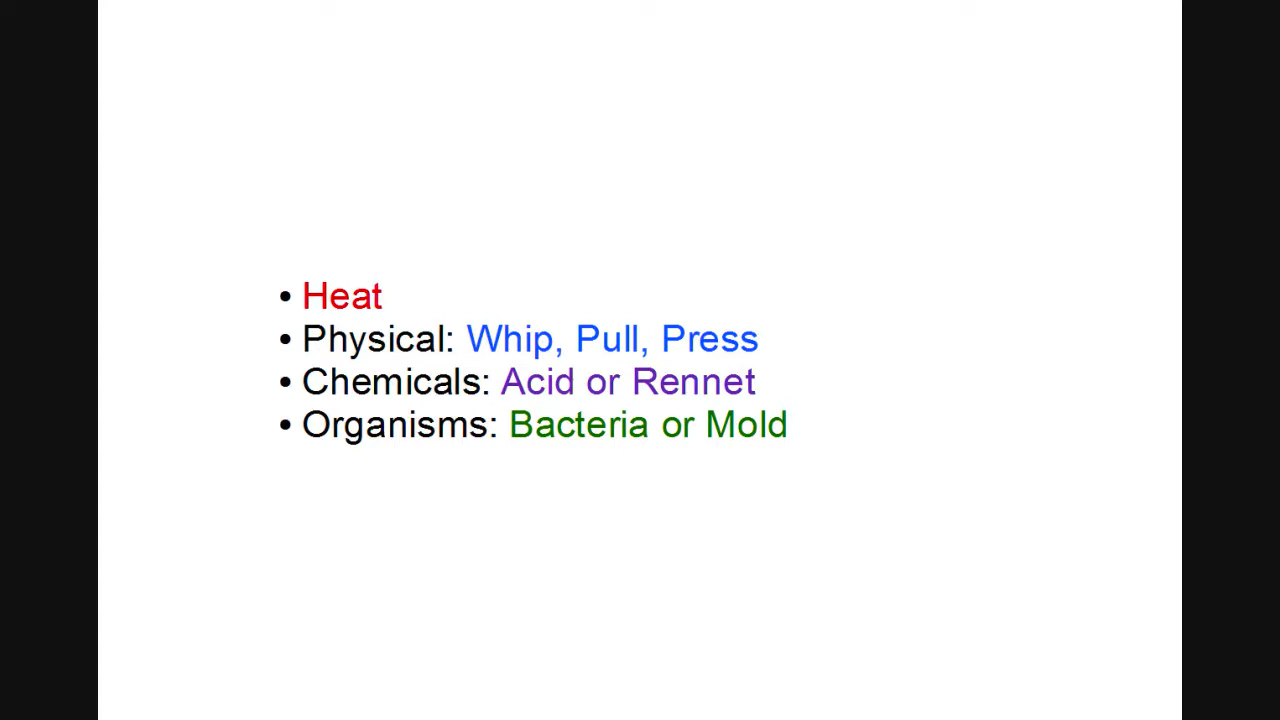 • Heat
• Physical: Whip, Pull, Press
• Chemicals: Acid or Rennet
• Organisms: Bacteria or Mold